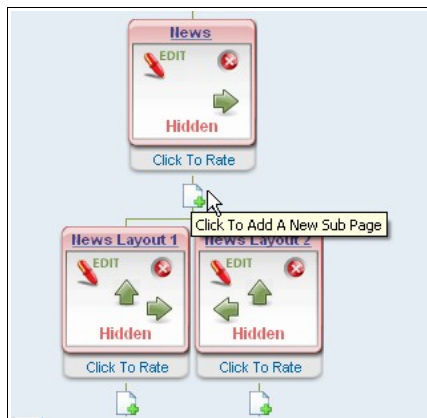 News
EDIT
Hidden
Click To Rate
Click To Add A New Sub Page
News Layout 1 News Layout 2
EDIT EDIT
Hidden Hidden
Click To Rate Click To Rate